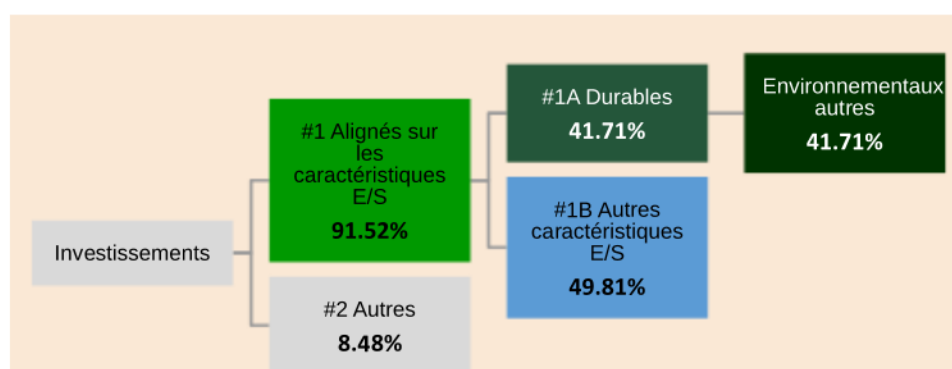 Investissements
#1 Alignés sur
les
caractéristiques
E/S
91.52%
#2 Autres
8.48%
#1A Durables
41.71%
#1B Autres
caractéristiques
E/S
49.81%
Environnementaux
autres
41.71%